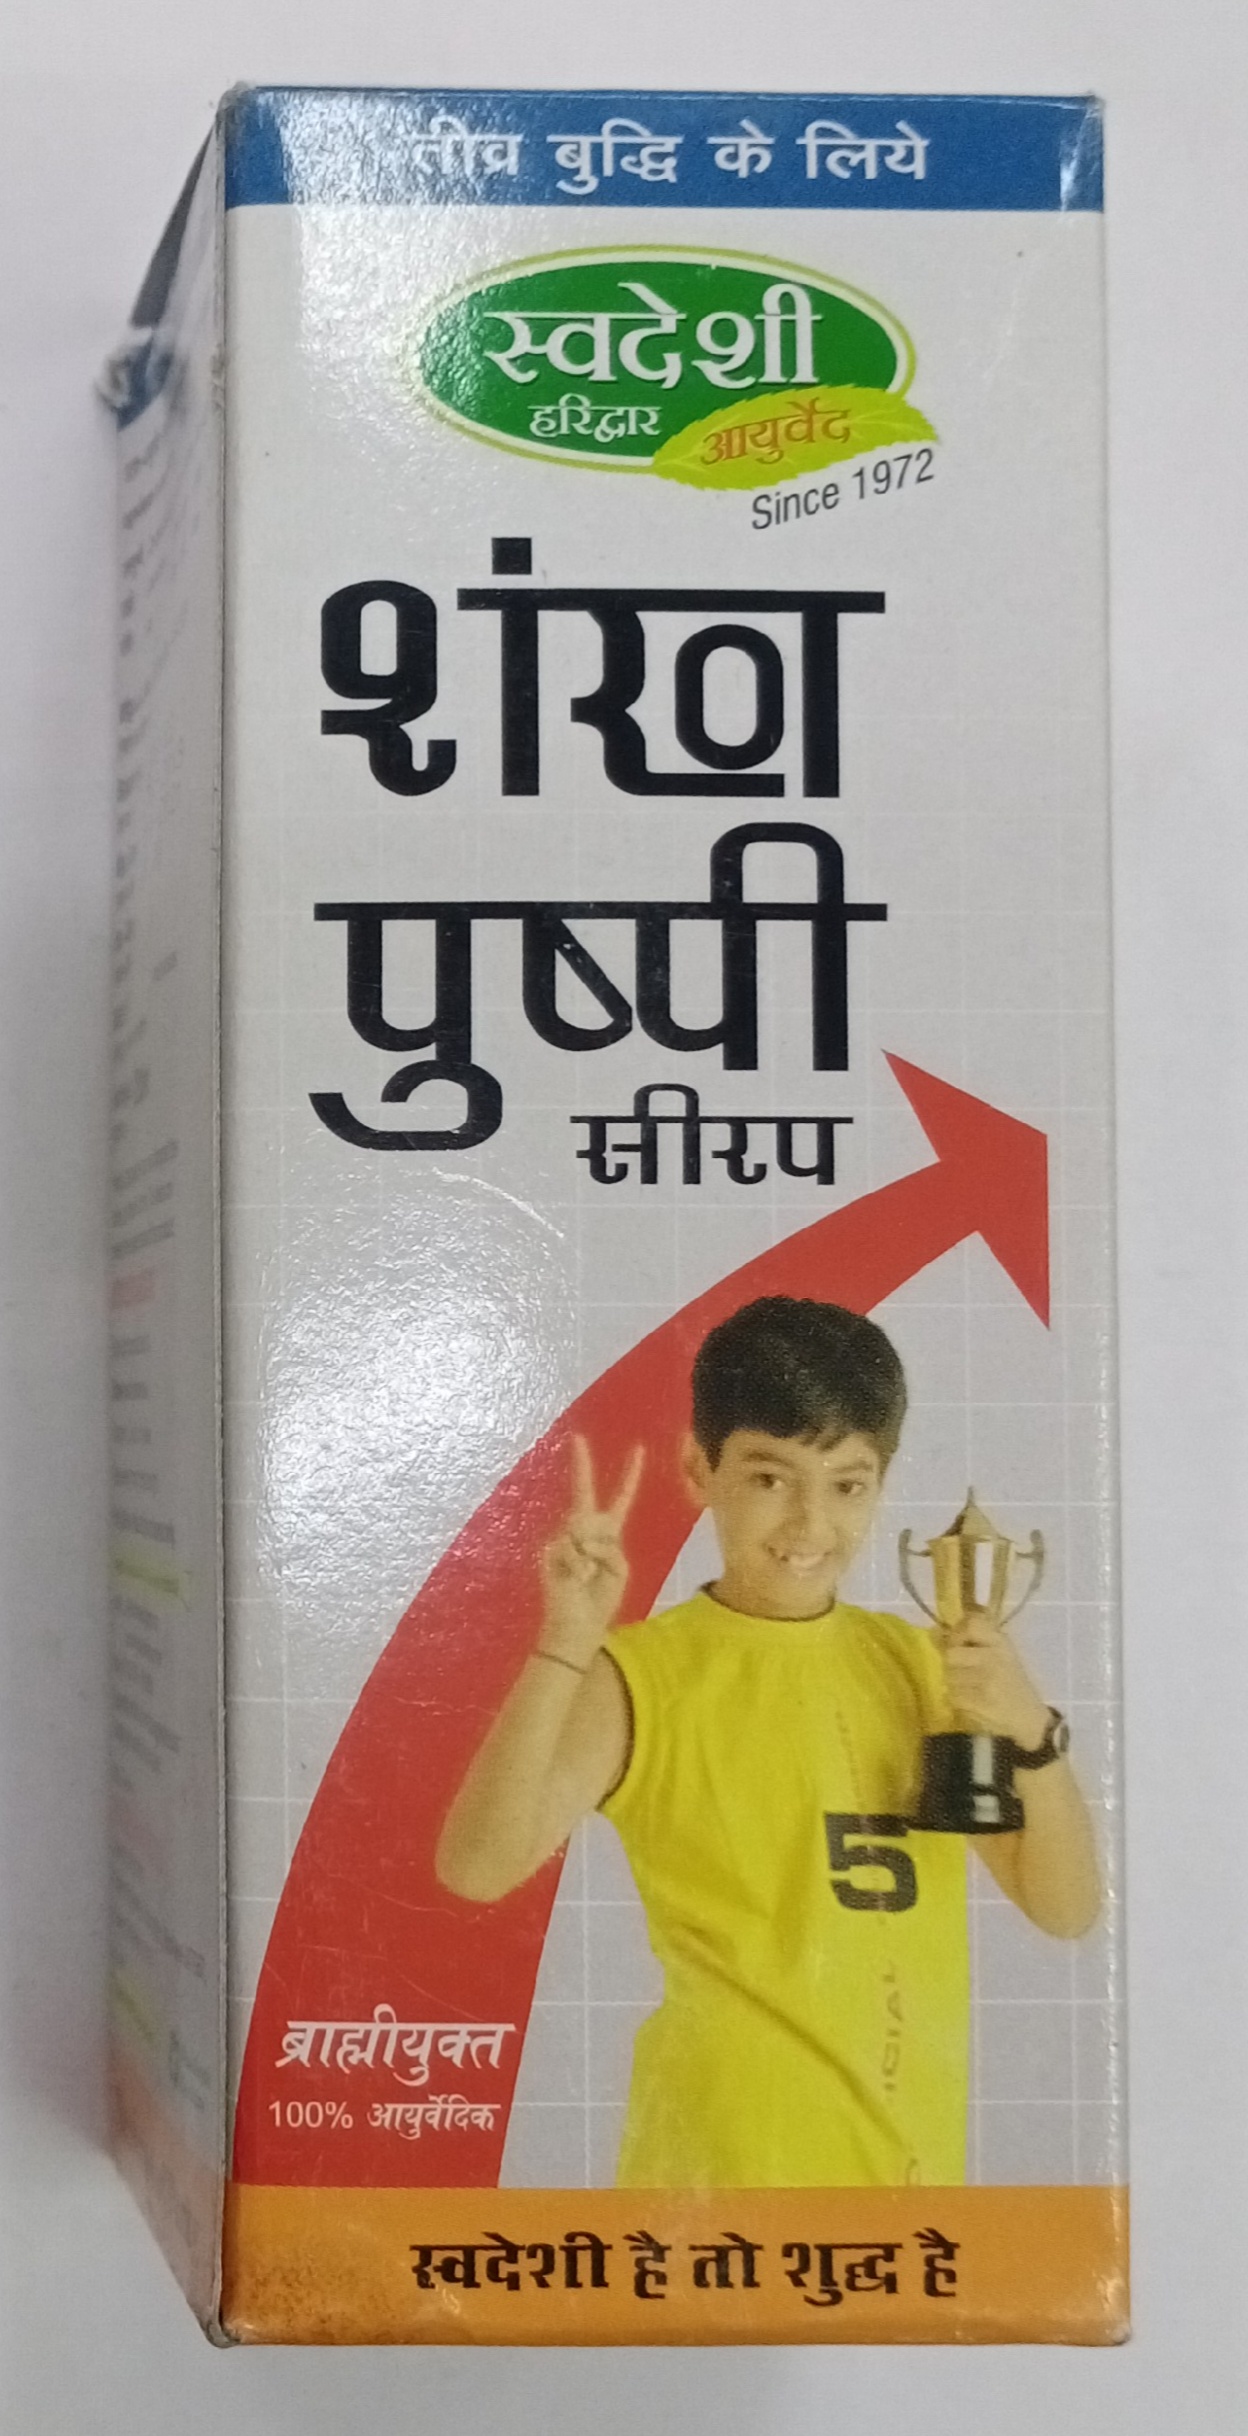 तीव्र बुद्धि के लिये
स्वदेशी
हरिद्वार
आयुर्वेद
Since 1972
शंख
पुष्पी
सीरप
5
ब्राह्मीयुक्त
100% आयुर्वेदिक
स्वदेशी है तो शुद्ध है